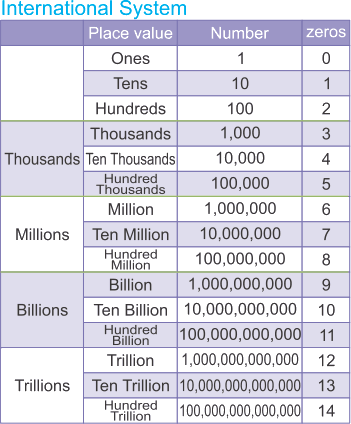 International System
Place value Number zeros
Ones 1 0
Tens 10 1
Hundreds 100 2
Thousands 1,000 3
Thousands Ten Thousands 10,000 4
Hundred
Thousands 100,000 5
Million 1,000,000 6
Millions Ten Million 10,000,000 7
Hundred
Million 100,000,000 8
Billion 1,000,000,000 9
Billions Ten Billion 10,000,000,000 10
Hundred
Billion 100,000,000,000 11
Trillion 1,000,000,000,000 12
Trillions Ten Trillion 10,000,000,000,000 13
Hundred
Trillion 100,000,000,000,000 14